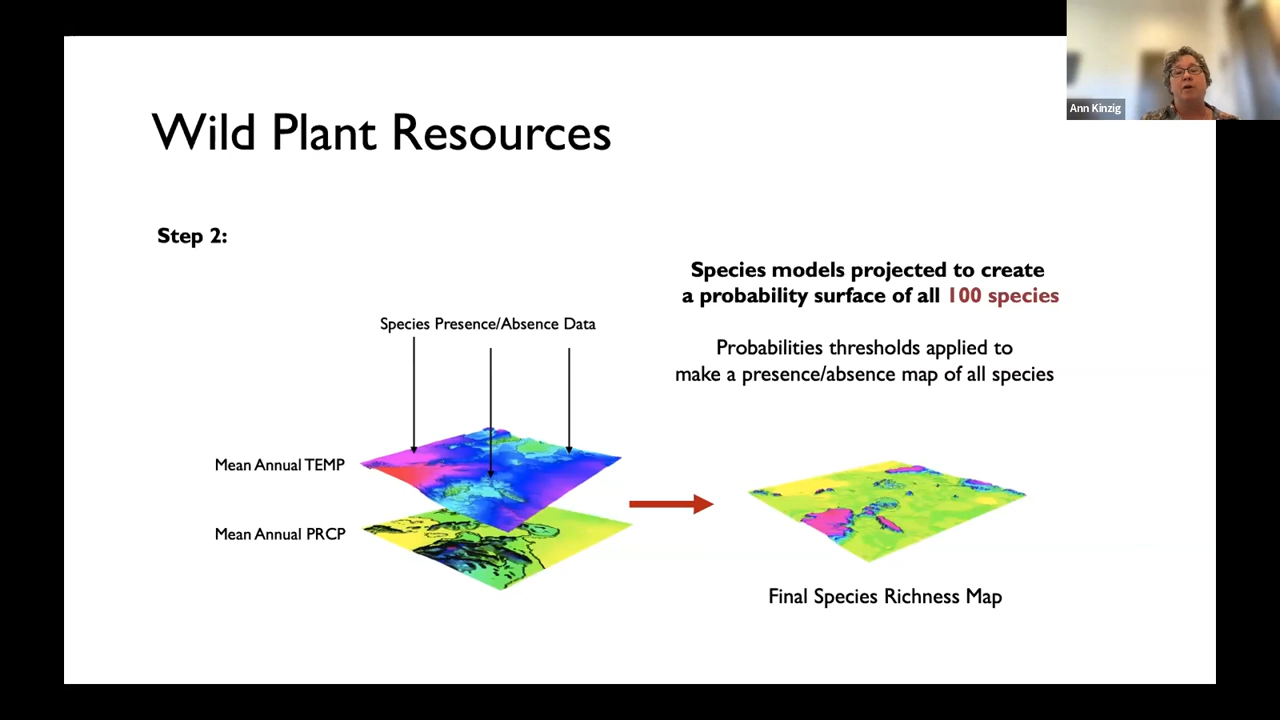 Ann Kinzig
Wild Plant Resources
Step 2:
Species models projected to create
a probability surface of all 100 species
Species Presence/Absence Data
Probabilities thresholds applied to
make a presence/absence map of all species
Mean Annual TEMP
Mean Annual PRCP
Final Species Richness Map